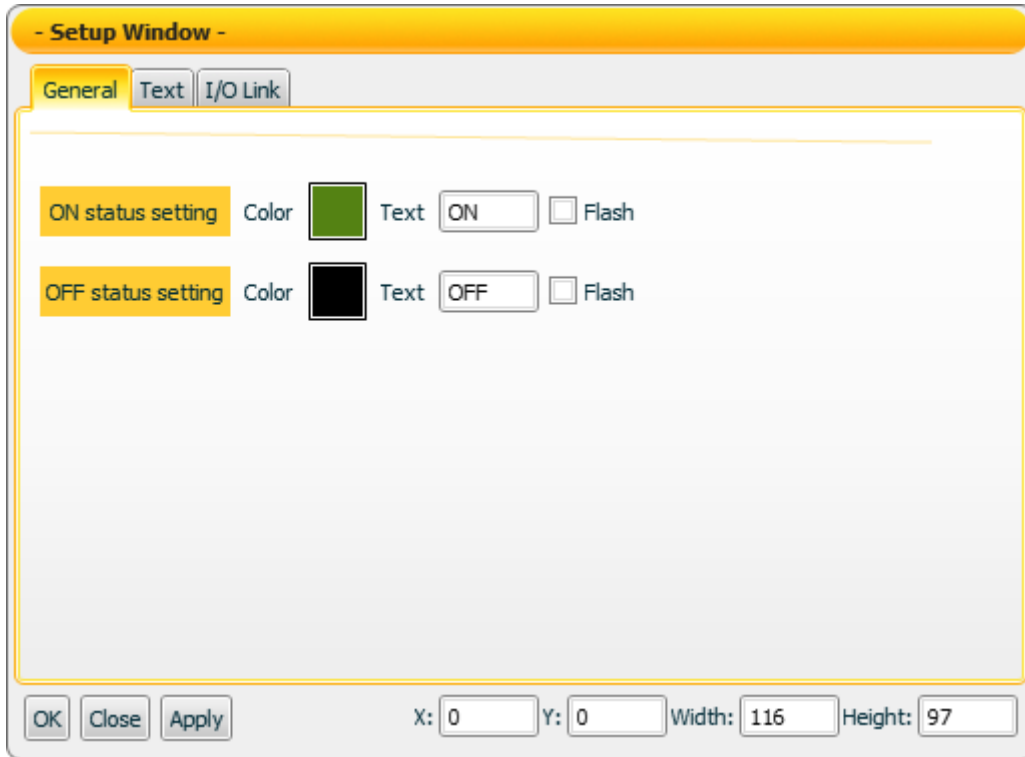 - Setup Window -
General Text I/O Link
ON status setting Color Text ON Flash
OFF status setting Color Text OFF Flash
OK Close Apply X: 0 Y: 0 Width: 116 Height: 97